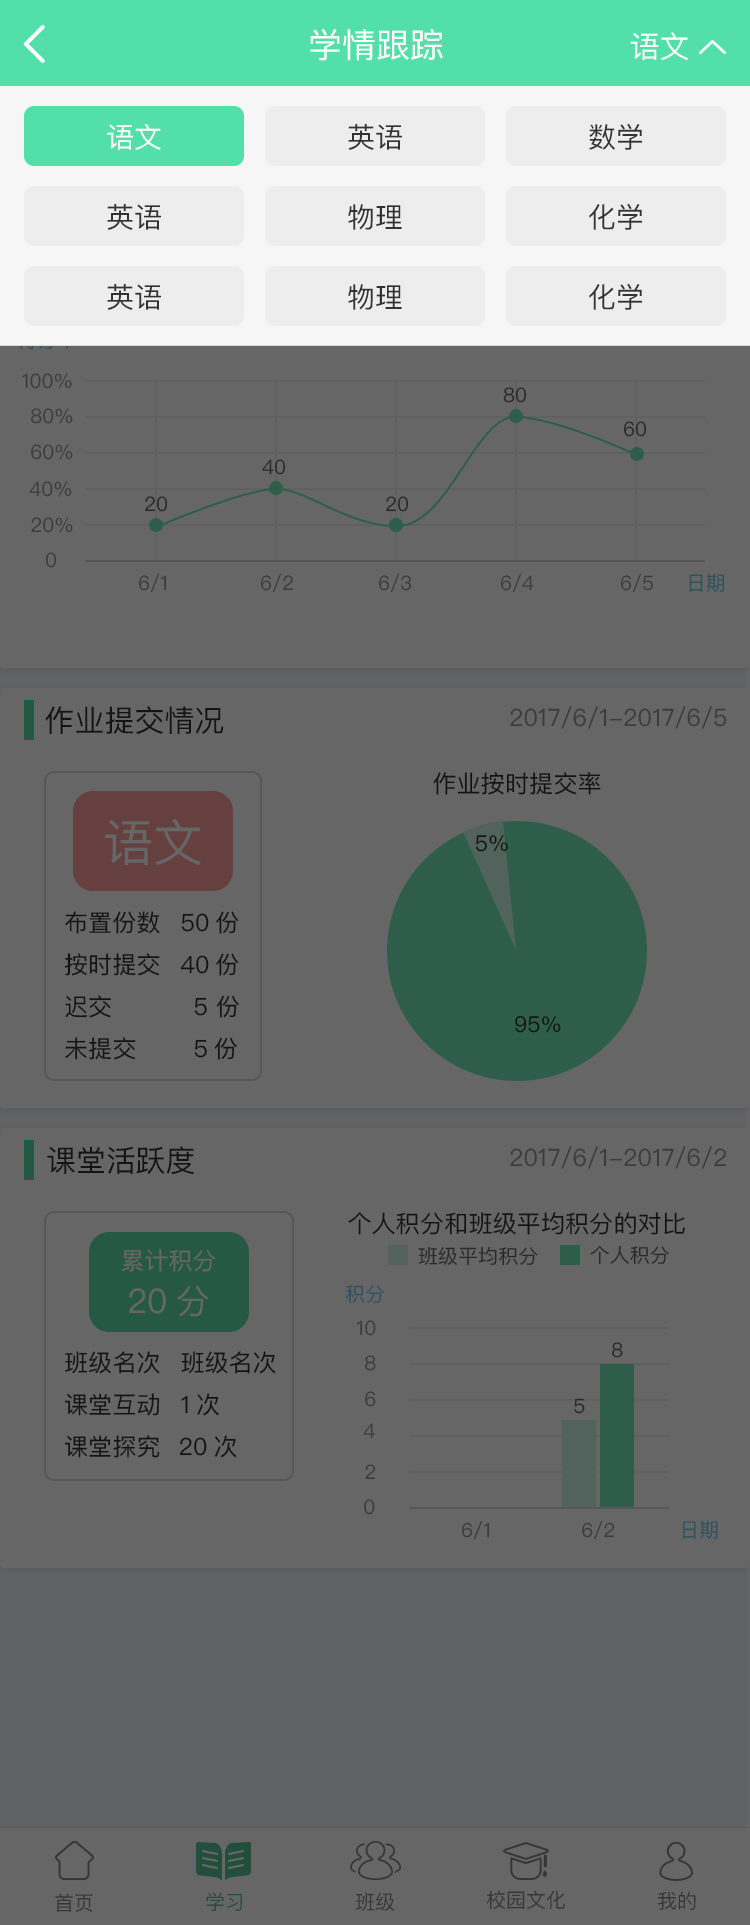 学情跟踪 语文
语文 英语 数学
英语 物理 化学
英语 物理 化学
100%
80%
60%
40%
20%
0
20 40 20 80 60
6/1 6/2 6/3 6/4 6/5 日期
作业提交情况 2017/6/1-2017/6/5
语文
布置份数 50 份
按时提交 40 份
迟交 5 份
未提交 5 份
作业按时提交率
5%
95%
课堂活跃度 2017/6/1-2017/6/2
累计积分
20 分
班级名次 班级名次
课堂互动 1 次
课堂探究 20 次
个人积分和班级平均积分的对比
班级平均积分 个人积分
积分
10
8
6
4
2
0
5 8
6/1 6/2 日期
首页 学习 班级 校园文化 我的